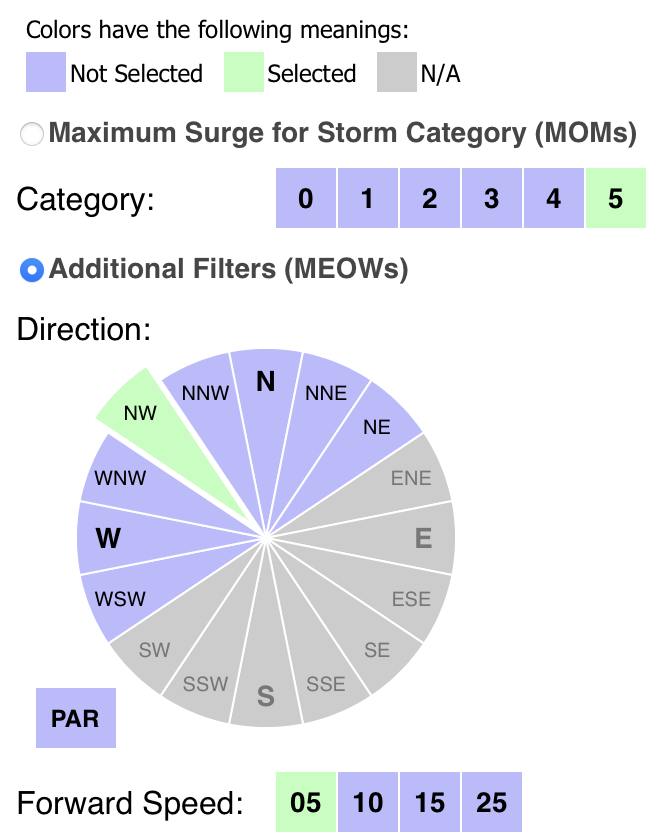 Colors have the following meanings:
Not Selected Selected N/A
Maximum Surge for Storm Category (MOMs)
Category: 0 1 2 3 4 5
Additional Filters (MEOWs)
Direction:
N
NNW NNE
NW NE
WNW ENE
W E
WSW ESE
SW SE
SSW SSE
S
PAR
Forward Speed: 05 10 15 25